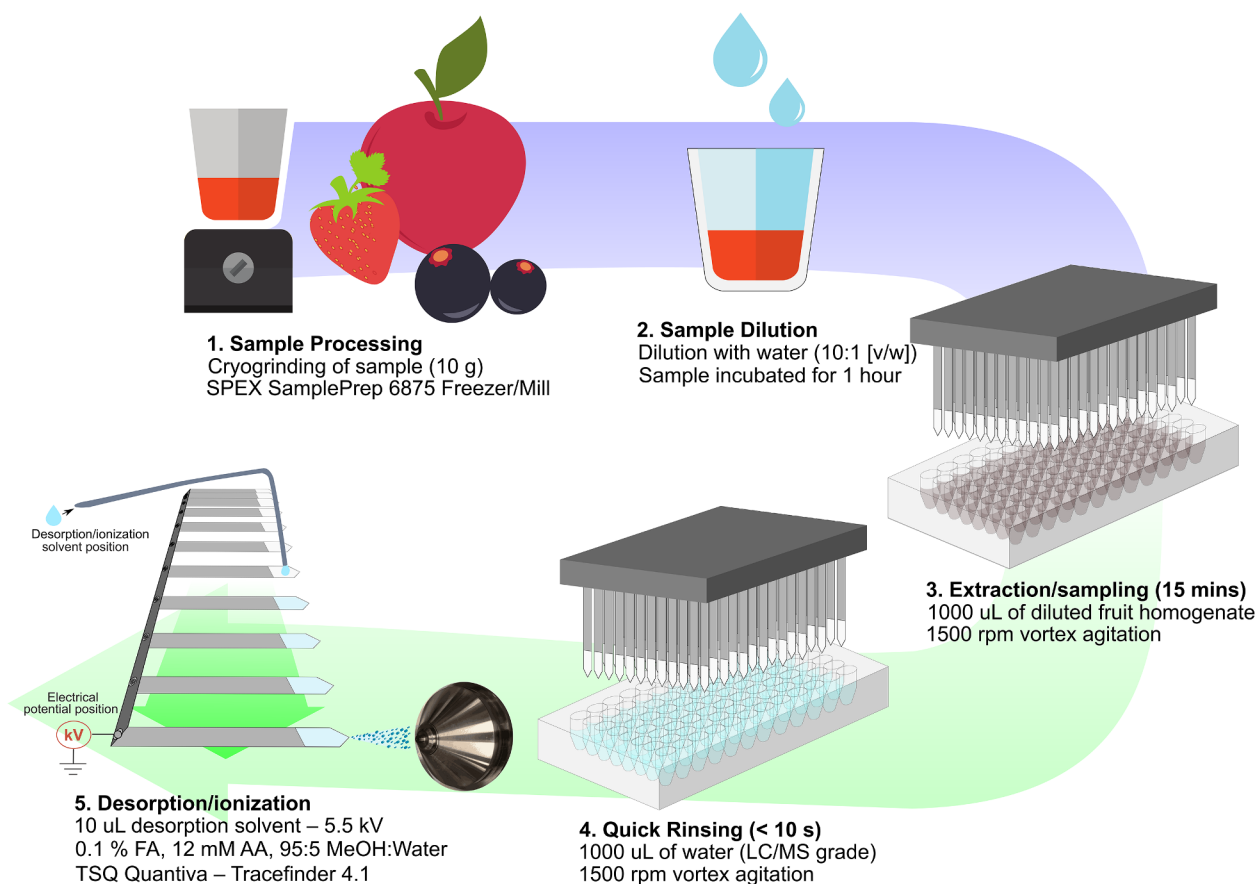 1. Sample Processing
Cryogrinding of sample (10 g)
SPEX SamplePrep 6875 Freezer/Mill
2. Sample Dilution
Dilution with water (10:1 [v/w])
Sample incubated for 1 hour
3. Extraction/sampling (15 mins)
1000 uL of diluted fruit homogenate
1500 rpm vortex agitation
4. Quick Rinsing (< 10 s)
1000 uL of water (LC/MS grade)
1500 rpm vortex agitation
Desorption/ionization
solvent position
Electrical
potential position
kV
5. Desorption/ionization
10 uL desorption solvent – 5.5 kV
0.1 % FA, 12 mM AA, 95:5 MeOH:Water
TSQ Quantiva – Tracefinder 4.1